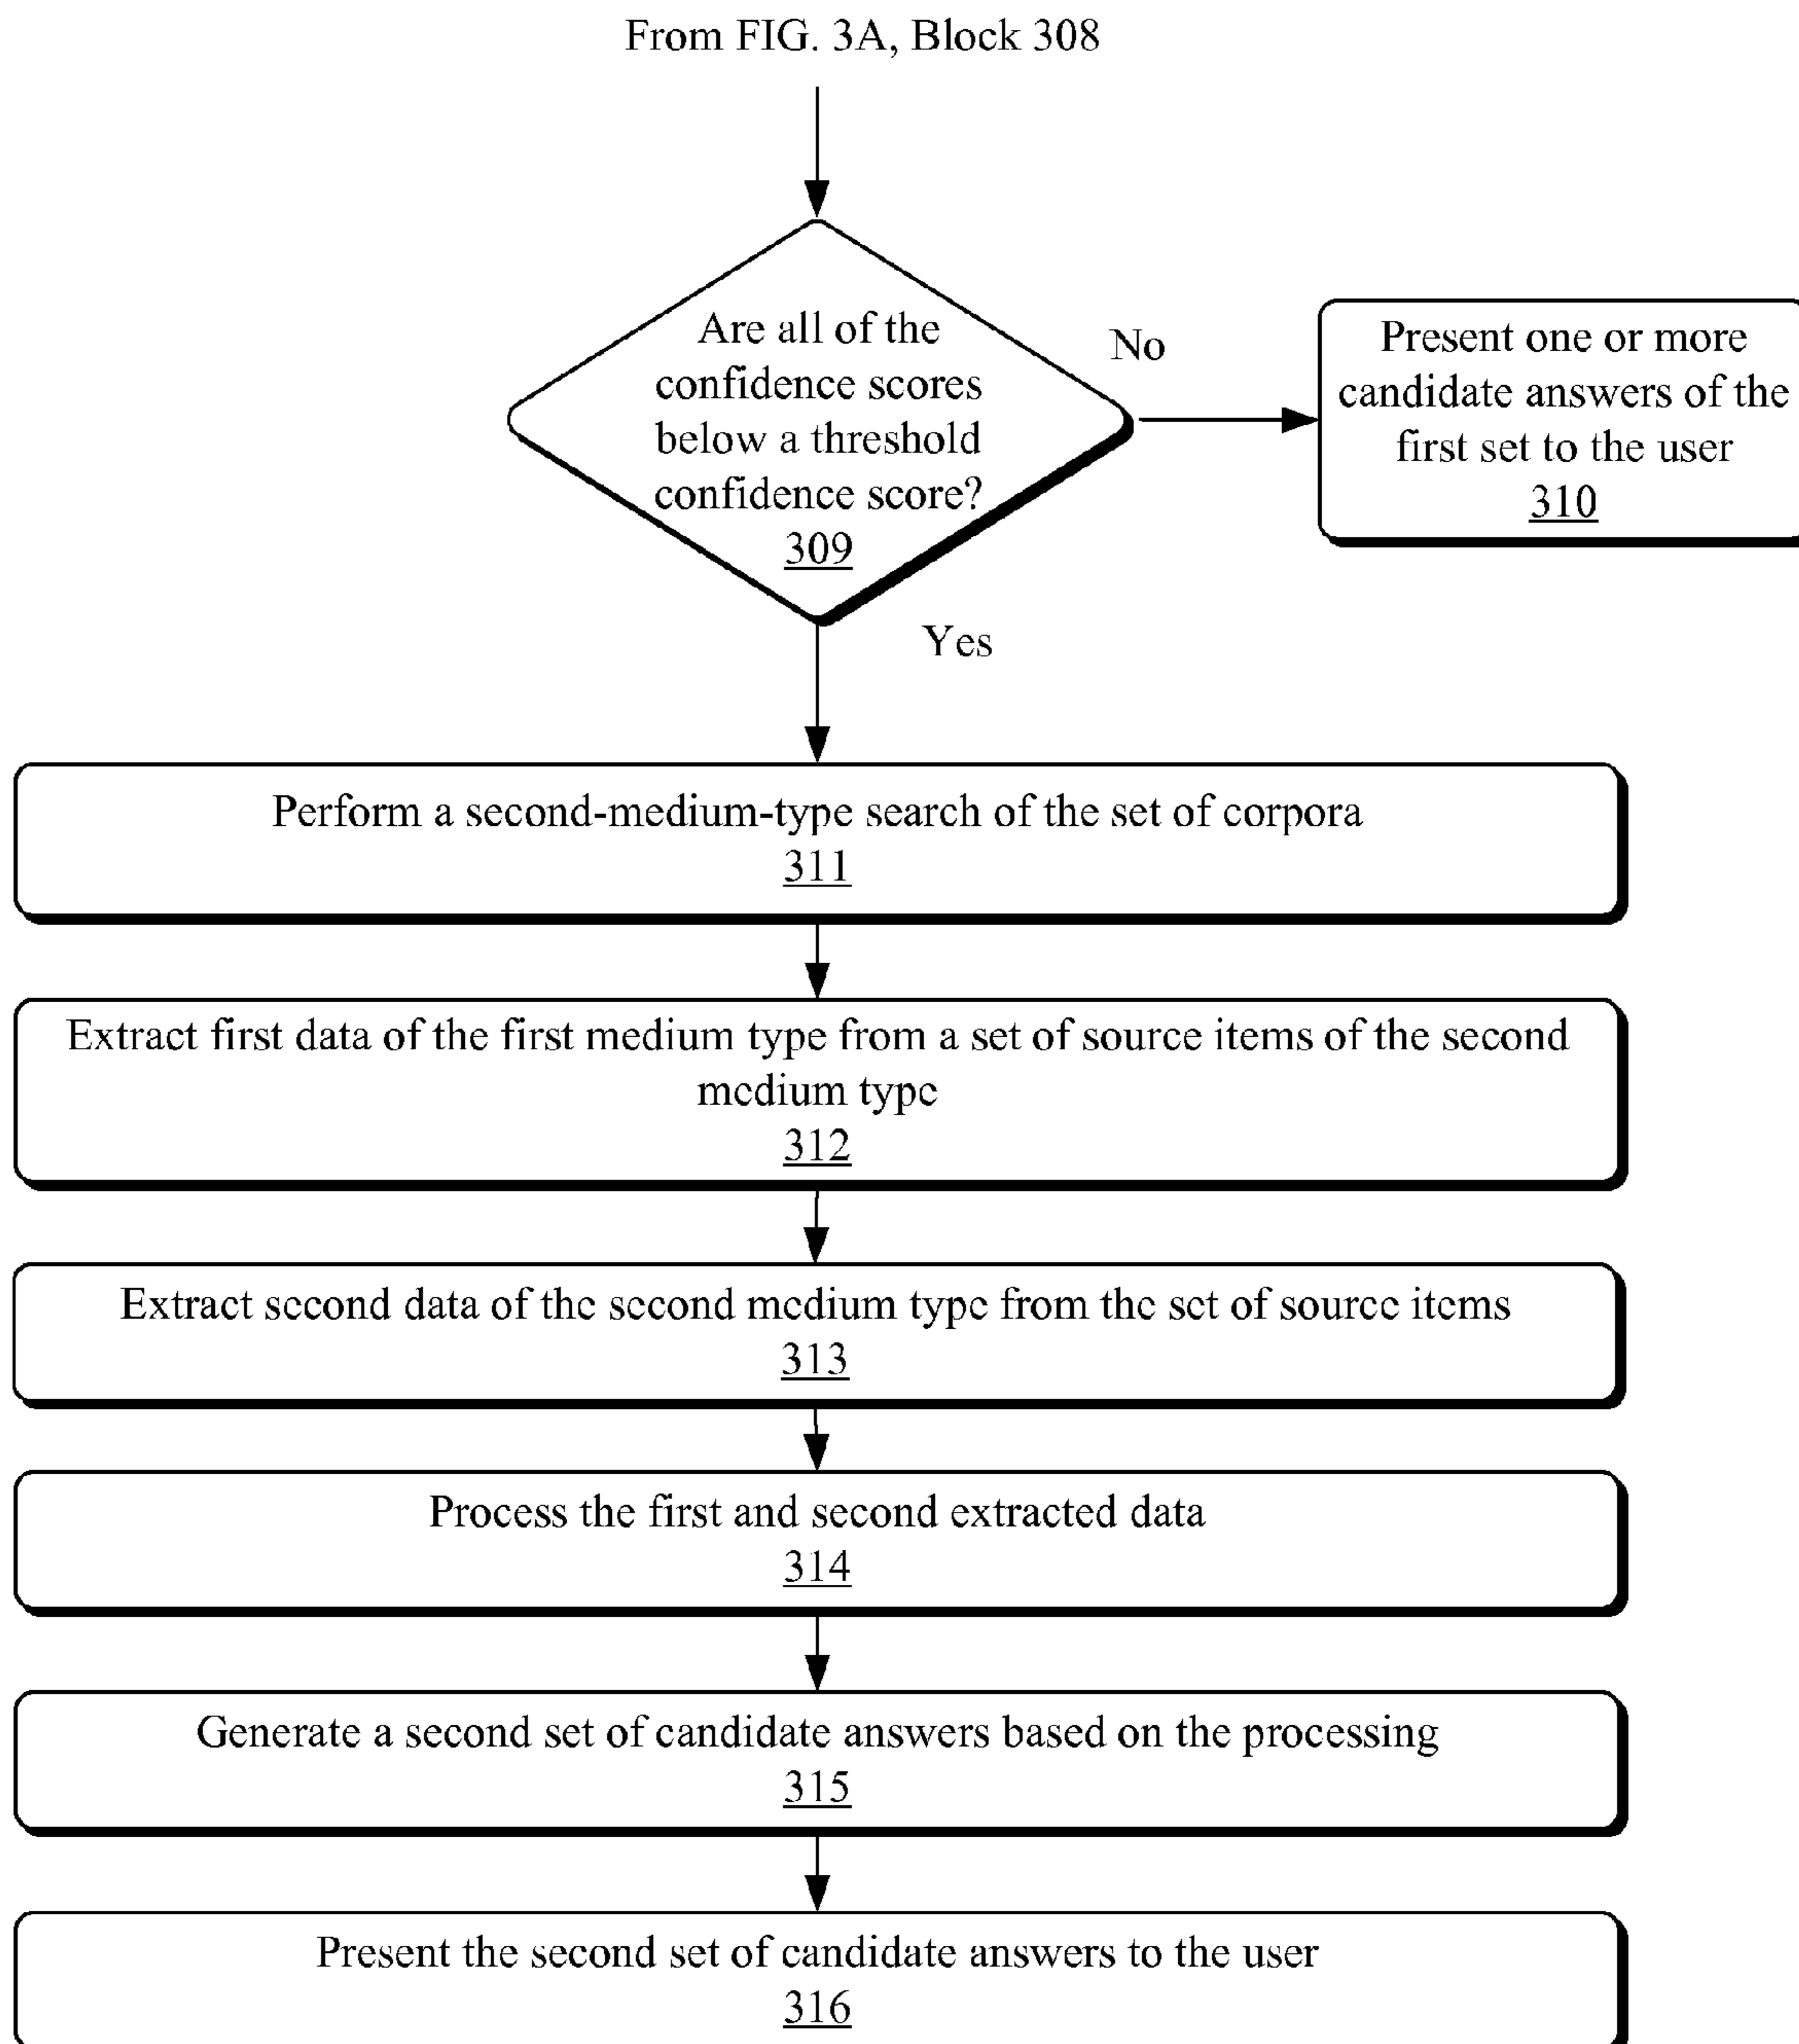 From FIG. 3A, Block 308
Are all of the
confidence scores
below a threshold
confidence score?
309
No
Present one or more
candidate answers of the
first set to the user
310
Yes
Perform a second-medium-type search of the set of corpora
311
Extract first data of the first medium type from a set of source items of the second
medium type
312
Extract second data of the second medium type from the set of source items
313
Process the first and second extracted data
314
Generate a second set of candidate answers based on the processing
315
Present the second set of candidate answers to the user
316